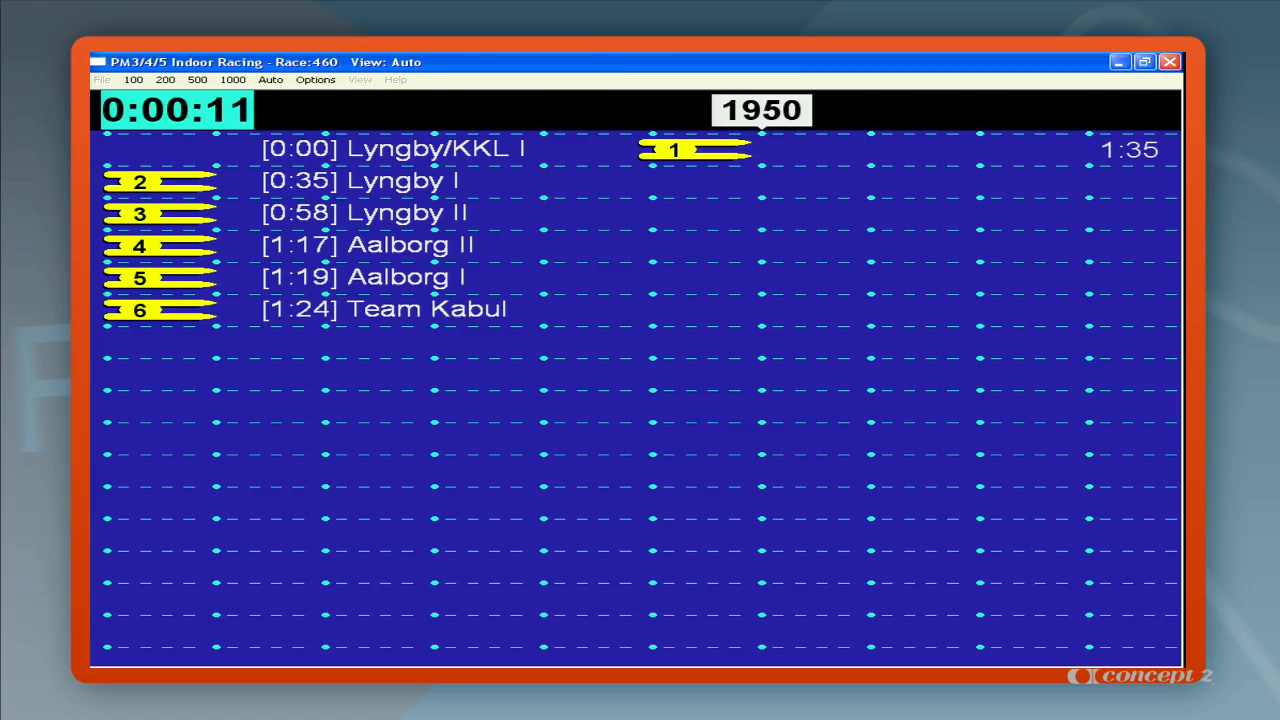 PM3/4/5 Indoor Racing - Race:460 View: Auto
File 100 200 500 1000 Auto Options View Help
0:00:11 1950
[0:00] Lyngby/KKL I 1 1:35
2 [0:35] Lyngby I
3 [0:58] Lyngby II
4 [1:17] Aalborg II
5 [1:19] Aalborg I
6 [1:24] Team Kabul
concept 2